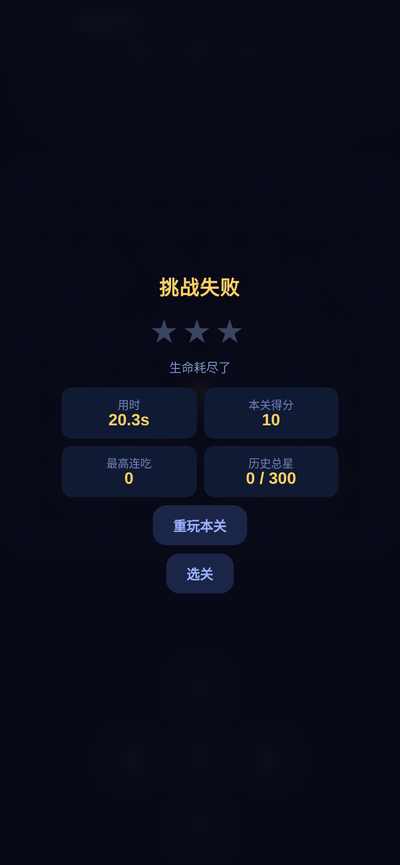 挑战失败
★★★
生命耗尽了
用时
20.3s
本关得分
10
最高连吃
0
历史总星
0 / 300
重玩本关
选关